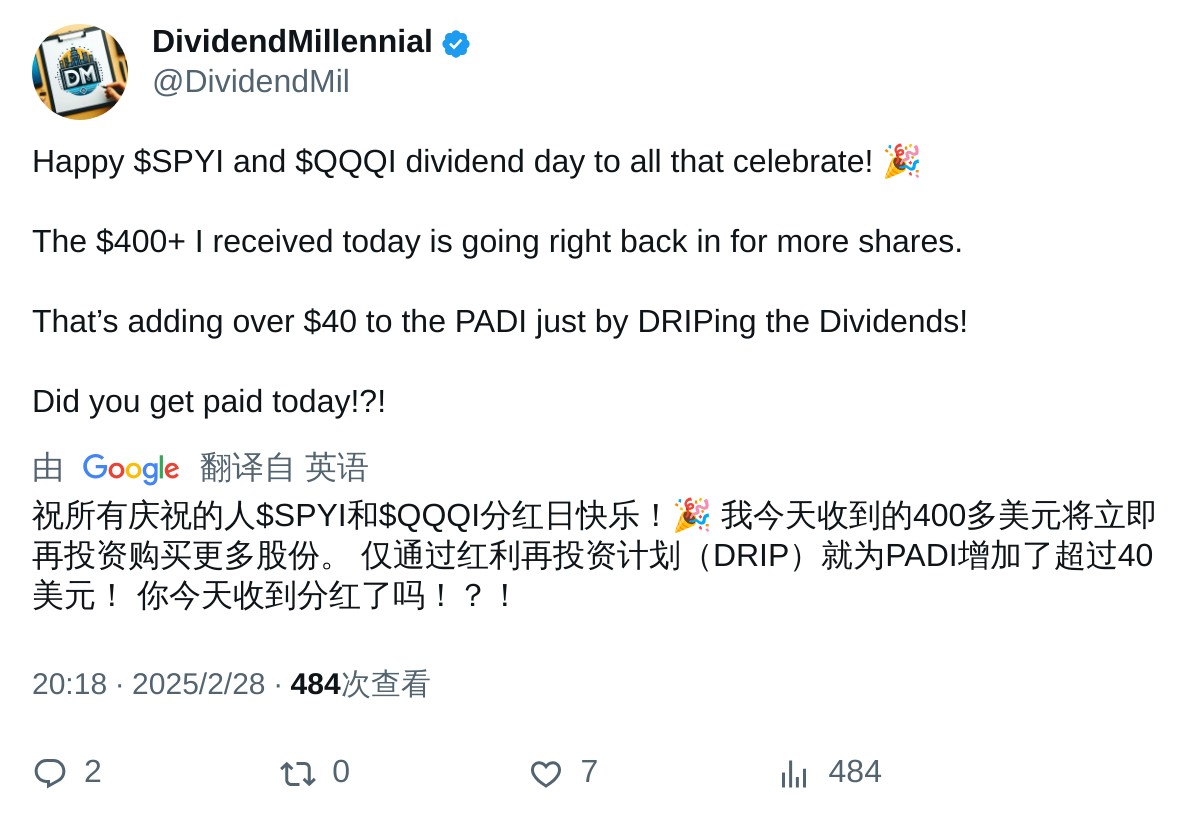 DM
DividendMillennial
@DividendMil
Happy $SPYI and $QQQI dividend day to all that celebrate! 🎉
The $400+ I received today is going right back in for more shares.
That’s adding over $40 to the PADI just by DRIPing the Dividends!
Did you get paid today!?!
由 Google 翻译自 英语
祝所有庆祝的人$SPYI和$QQQI分红日快乐！🎉 我今天收到的400多美元将立即
再投资购买更多股份。 仅通过红利再投资计划（DRIP）就为PADI增加了超过40
美元！ 你今天收到分红了吗！？！
20:18 · 2025/2/28 · 484次查看
2 0 7 484